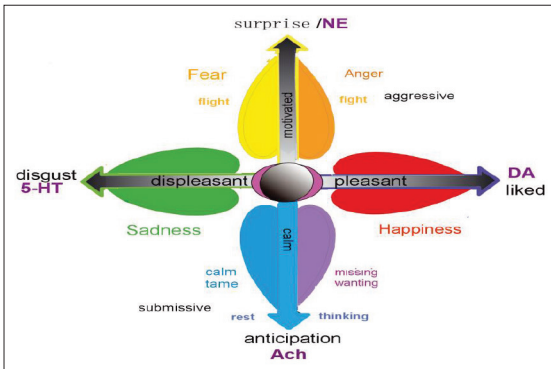 surprise /NE
Fear
Anger
flight
fight
aggressive
motivated
disgust
5-HT
displeasant
pleasant
DA
liked
Sadness
Happiness
calm
calm
tame
missing
wanting
submissive
rest
thinking
anticipation
Ach